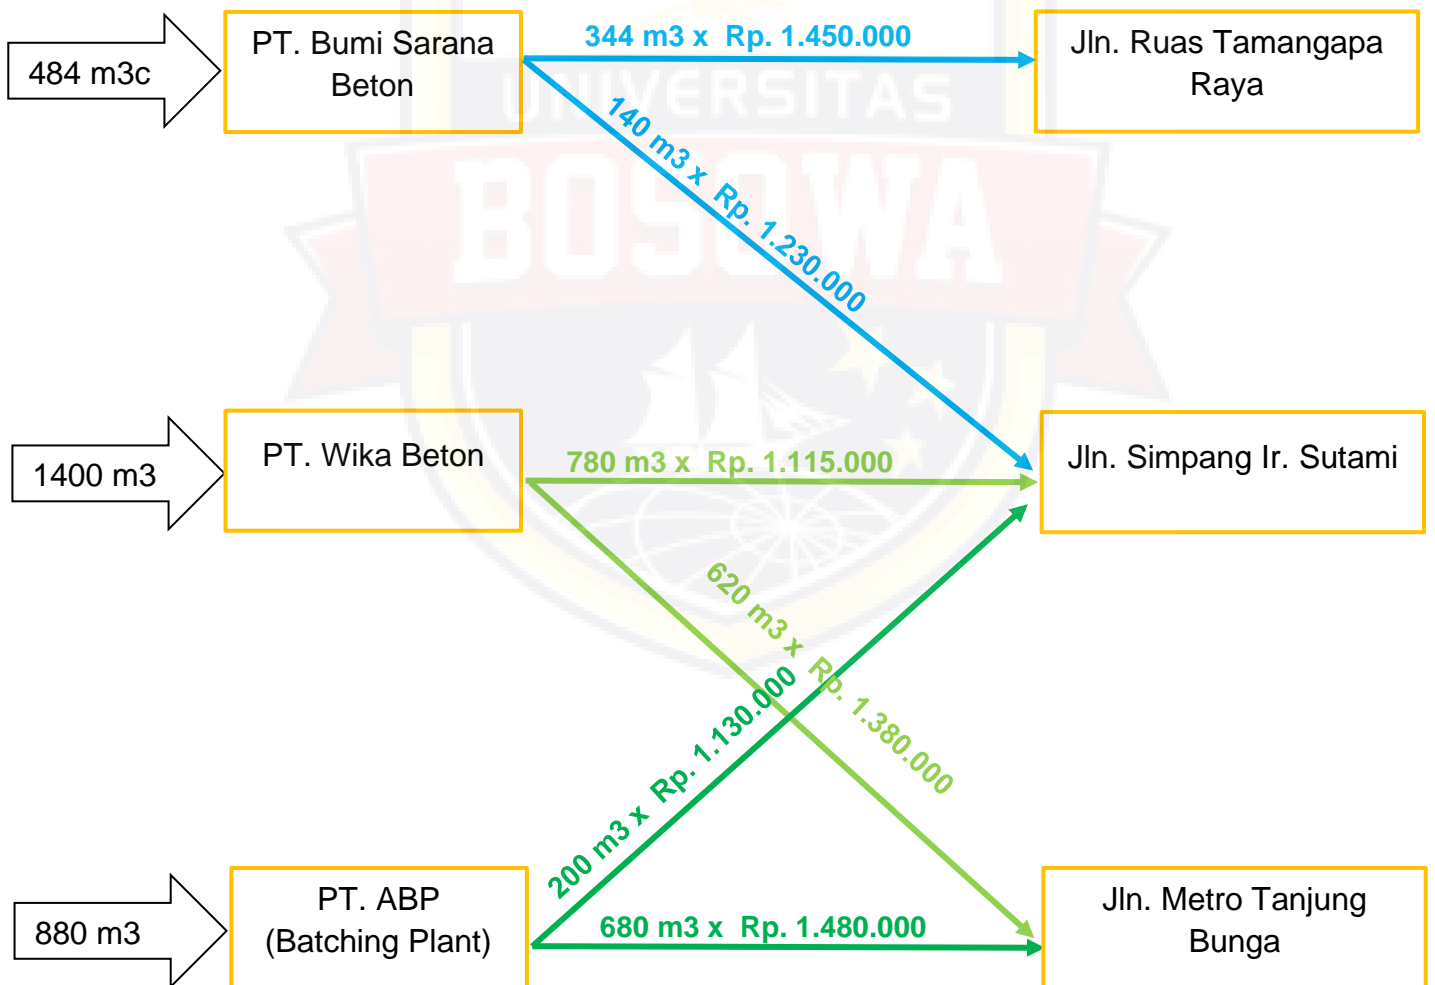 484 m3c
PT. Bumi Sarana
Beton
344 m3 x Rp. 1.450.000
Jln. Ruas Tamangapa
Raya
UNIVERSITAS
140 m3 x Rp. 1.230.000
BOSOWA
1400 m3
PT. Wika Beton
780 m3 x Rp. 1.115.000
Jln. Simpang Ir. Sutami
620 m3 x Rp. 1.380.000
200 m3 x Rp. 1.130.000
880 m3
PT. ABP
(Batching Plant)
680 m3 x Rp. 1.480.000
Jln. Metro Tanjung
Bunga